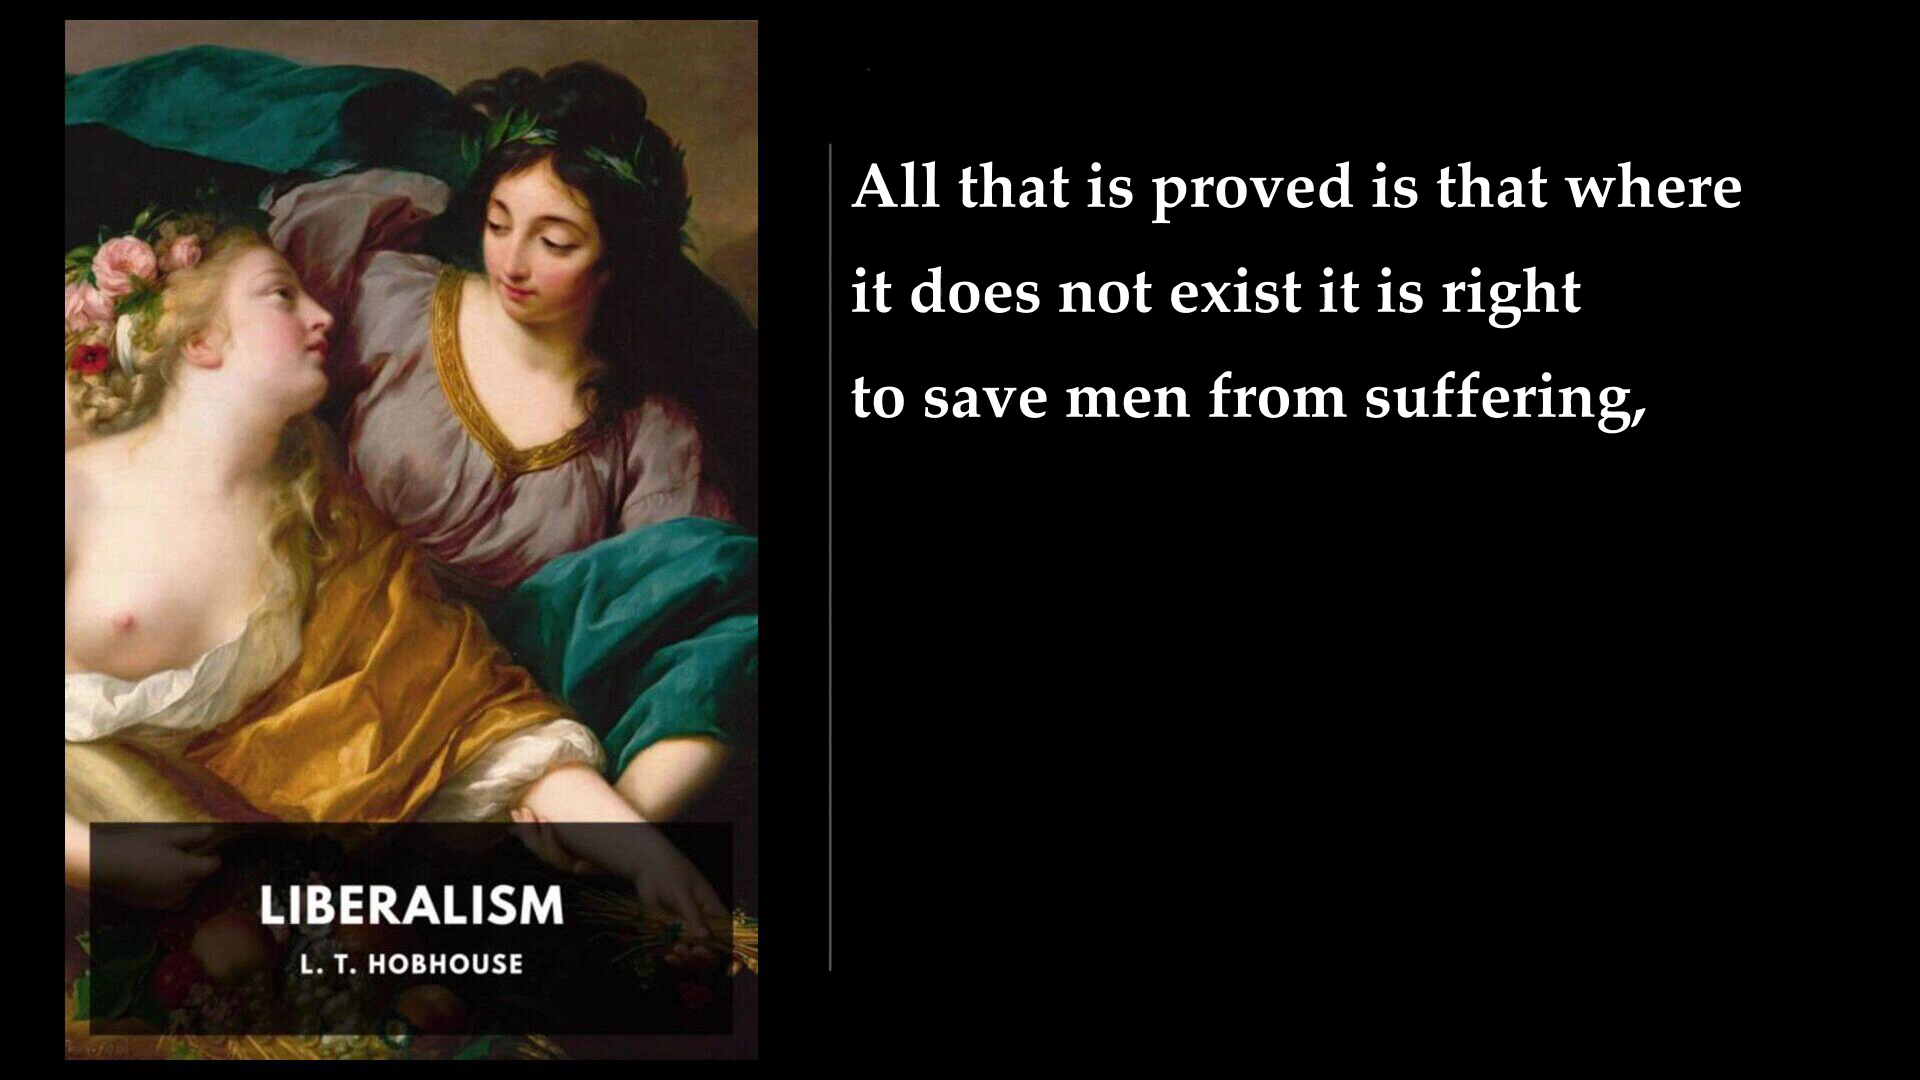 All that is proved is that where
it does not exist it is right
to save men from suffering,
LIBERALISM
L. T. HOBHOUSE